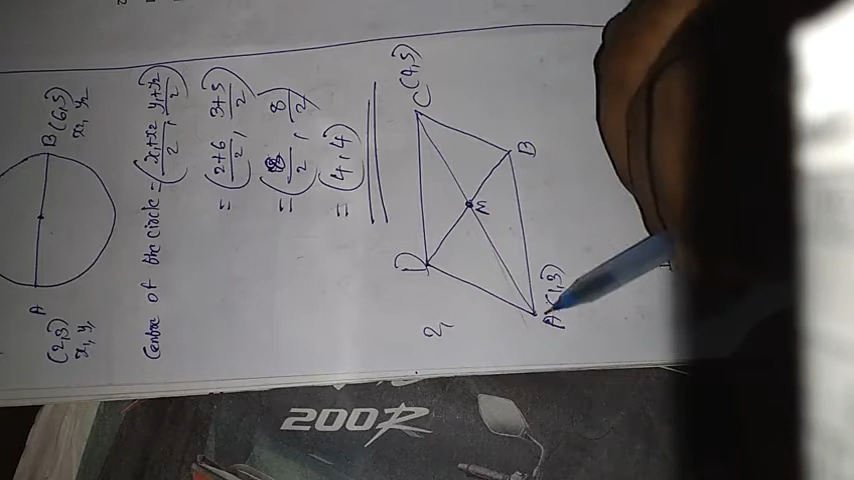 A
(2,3)
x₁ y₁
B (6,5)
x₂ y₂
Centre of the circle = (x₁+x₂/2, y₁+y₂/2)
= (2+6/2, 3+5/2)
= (8/2, 8/2)
= (4,4)
2,
D
C (4,5)
M
A (1,3)
B
200R